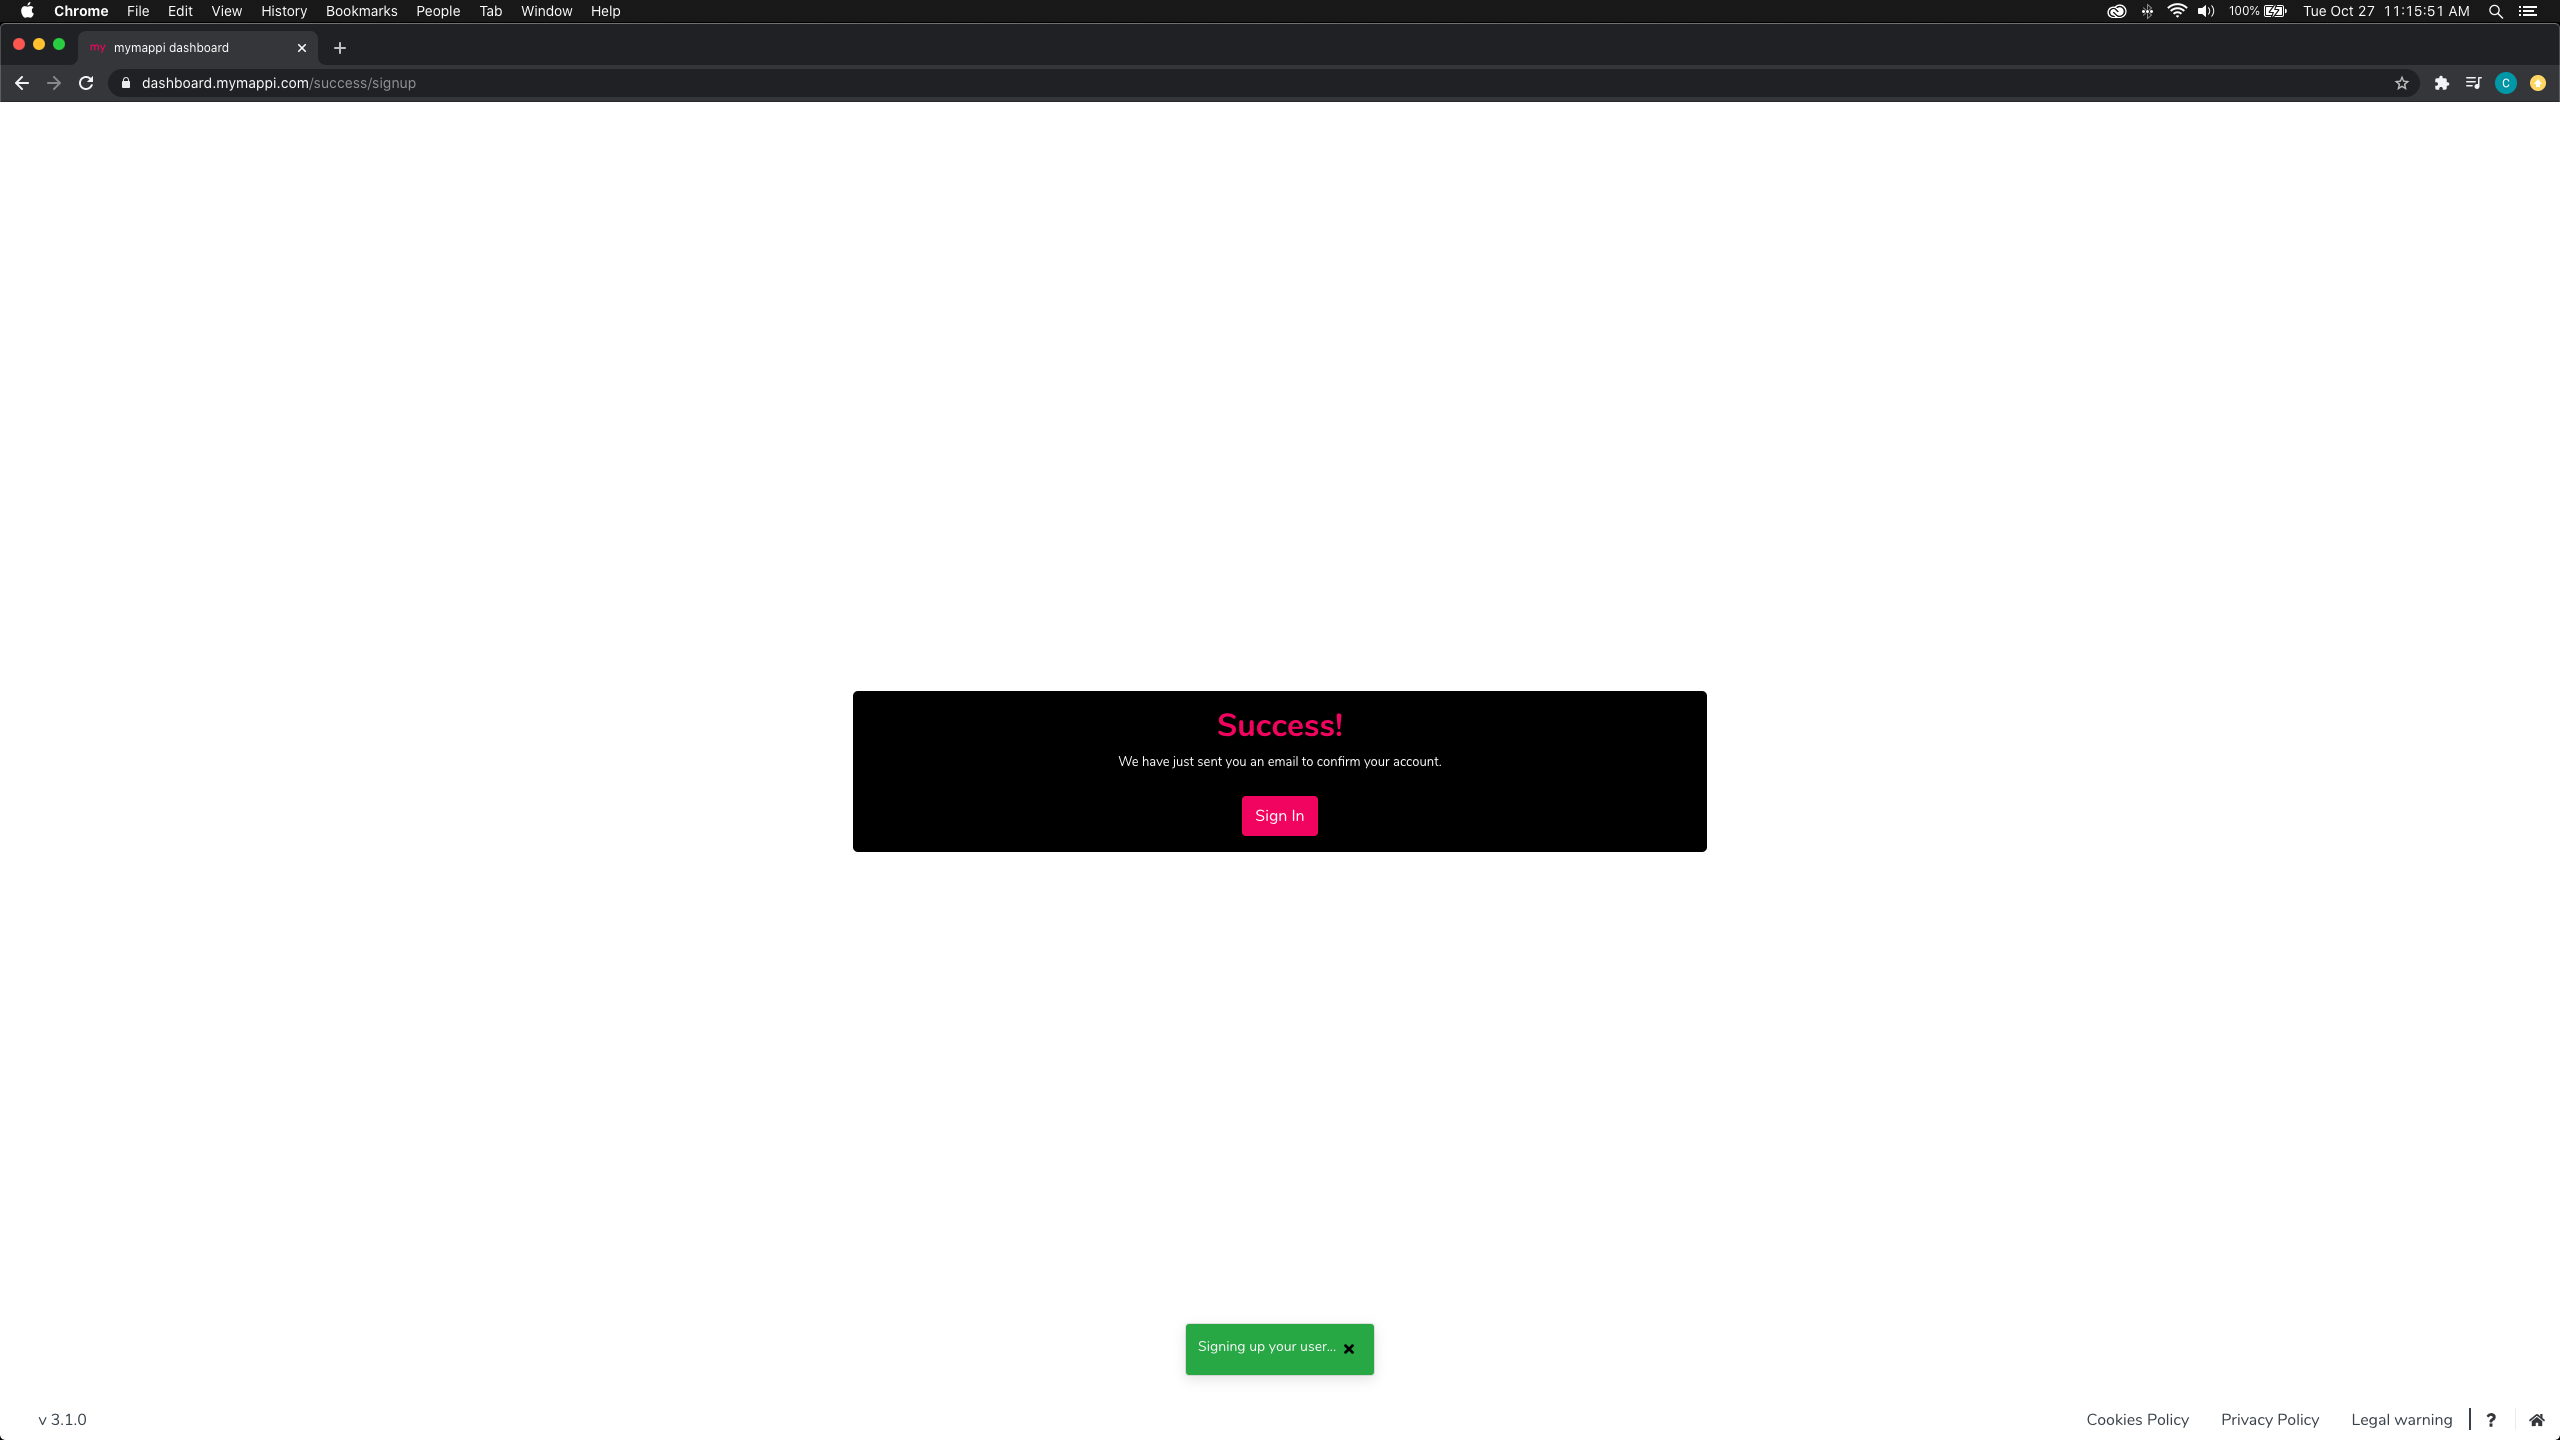 Chrome File Edit View History Bookmarks People Tab Window Help 100% Tue Oct 27 11:15:51 AM
my mymappi dashboard
dashboard.mymappi.com/success/signup C
Success!
We have just sent you an email to confirm your account.
Sign In
Signing up your user...
v 3.1.0 Cookies Policy Privacy Policy Legal warning ?